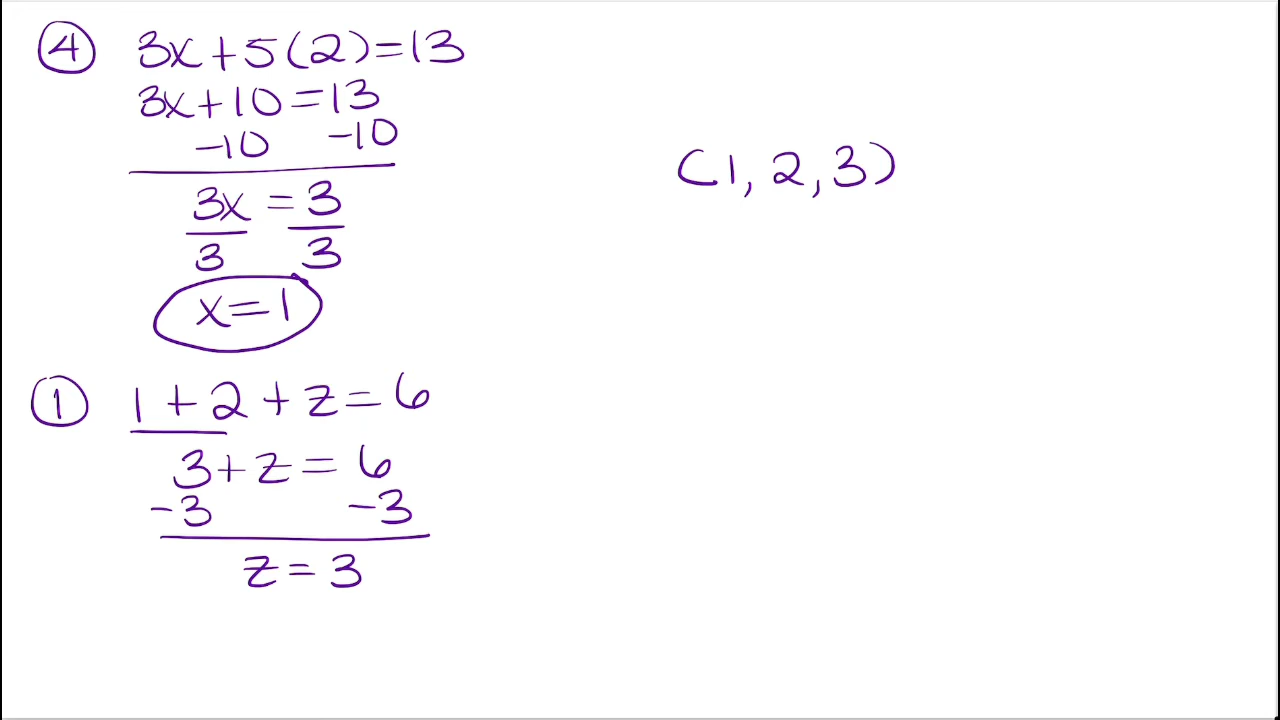 ④ 3x+5(2)=13
3x+10=13
-10 -10
3x = 3
3 3
x=1
① 1+2+z=6
3+z=6
-3 -3
z=3
(1, 2, 3)